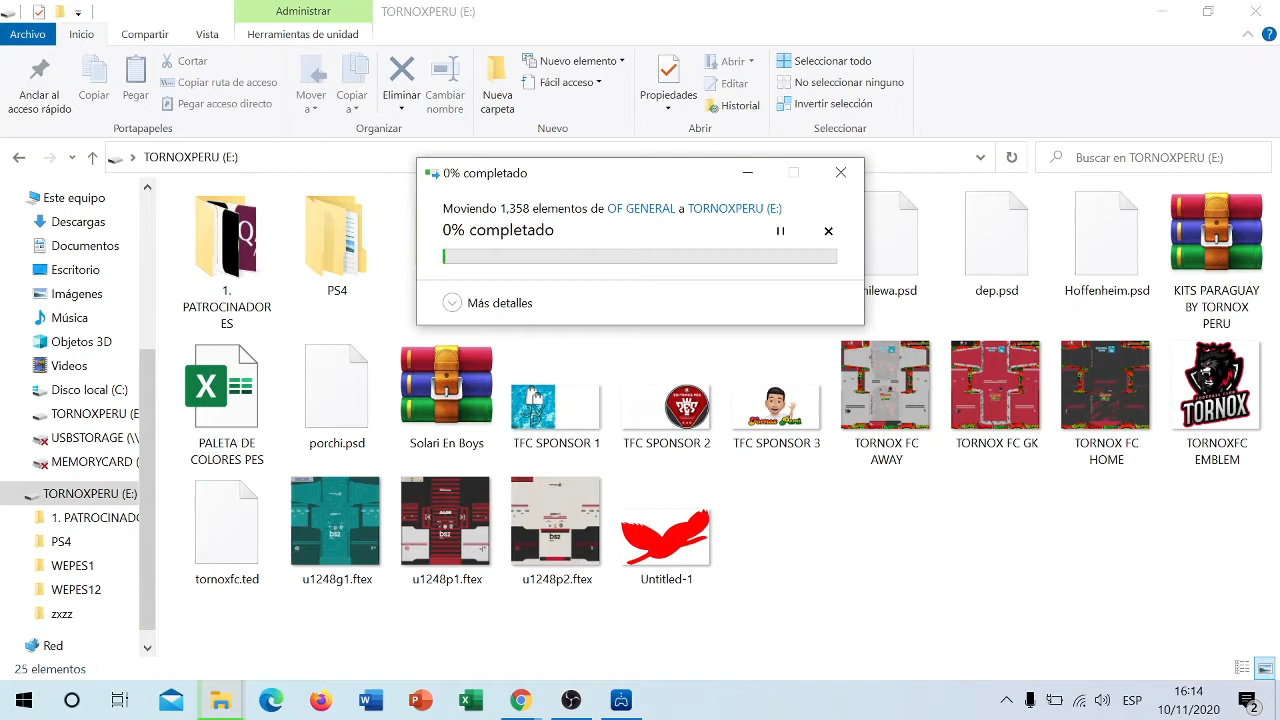 Administrar
TORNOXPERU (E:)
Archivo
Inicio
Compartir
Vista
Herramientas de unidad
?
Anclar al
acceso rápido
Copiar
Pegar
Cortar
Copiar ruta de acceso
Pegar acceso directo
Portapapeles
Mover
a
Copiar
a
Eliminar
Cambiar
nombre
Organizar
Nueva
carpeta
Nuevo elemento
Fácil acceso
Nuevo
Propiedades
Abrir
Editar
Historial
Abrir
Seleccionar todo
No seleccionar ninguno
Invertir selección
Seleccionar
TORNOXPERU (E:)
Buscar en TORNOXPERU (E:)
0% completado
Moviendo 1,358 elementos de OF GENERAL a TORNOXPERU (E:)
0% completado
Más detalles
Este equipo
Descargas
Documentos
Escritorio
Imágenes
Música
Objetos 3D
Videos
Disco local (C:)
TORNOXPERU (E
USBSTORAGE (\\
MEMORYCARD (
TORNOXPERU (E:)
1. PATROCINAD
PS4
WEPES1
WEPES12
zxzz
Red
1.
PATROCINADOR
ES
PS4
hilewa.psd
dep.psd
Hoffenheim.psd
KITS PARAGUAY
BY TORNOX
PERU
PALETA DE
COLORES PES
porchi.psd
Solari En Boys
TFC SPONSOR 1
TFC SPONSOR 2
TFC SPONSOR 3
TORNOX FC
AWAY
TORNOX FC GK
TORNOX FC
HOME
TORNOX
TORNOXFC
EMBLEM
tornoxfc.ted
u1248g1.ftex
u1248p1.ftex
u1248p2.ftex
Untitled-1
25 elementos
ESP
16:14
10/11/2020
2